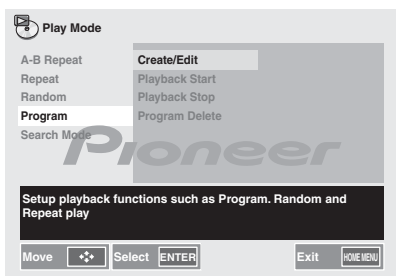 Play Mode
A-B Repeat
Create/Edit
Repeat
Playback Start
Random
Playback Stop
Program
Program Delete
Search Mode
Pioneer
Setup playback functions such as Program. Random and
Repeat play
Move
Select ENTER
Exit HOME MENU